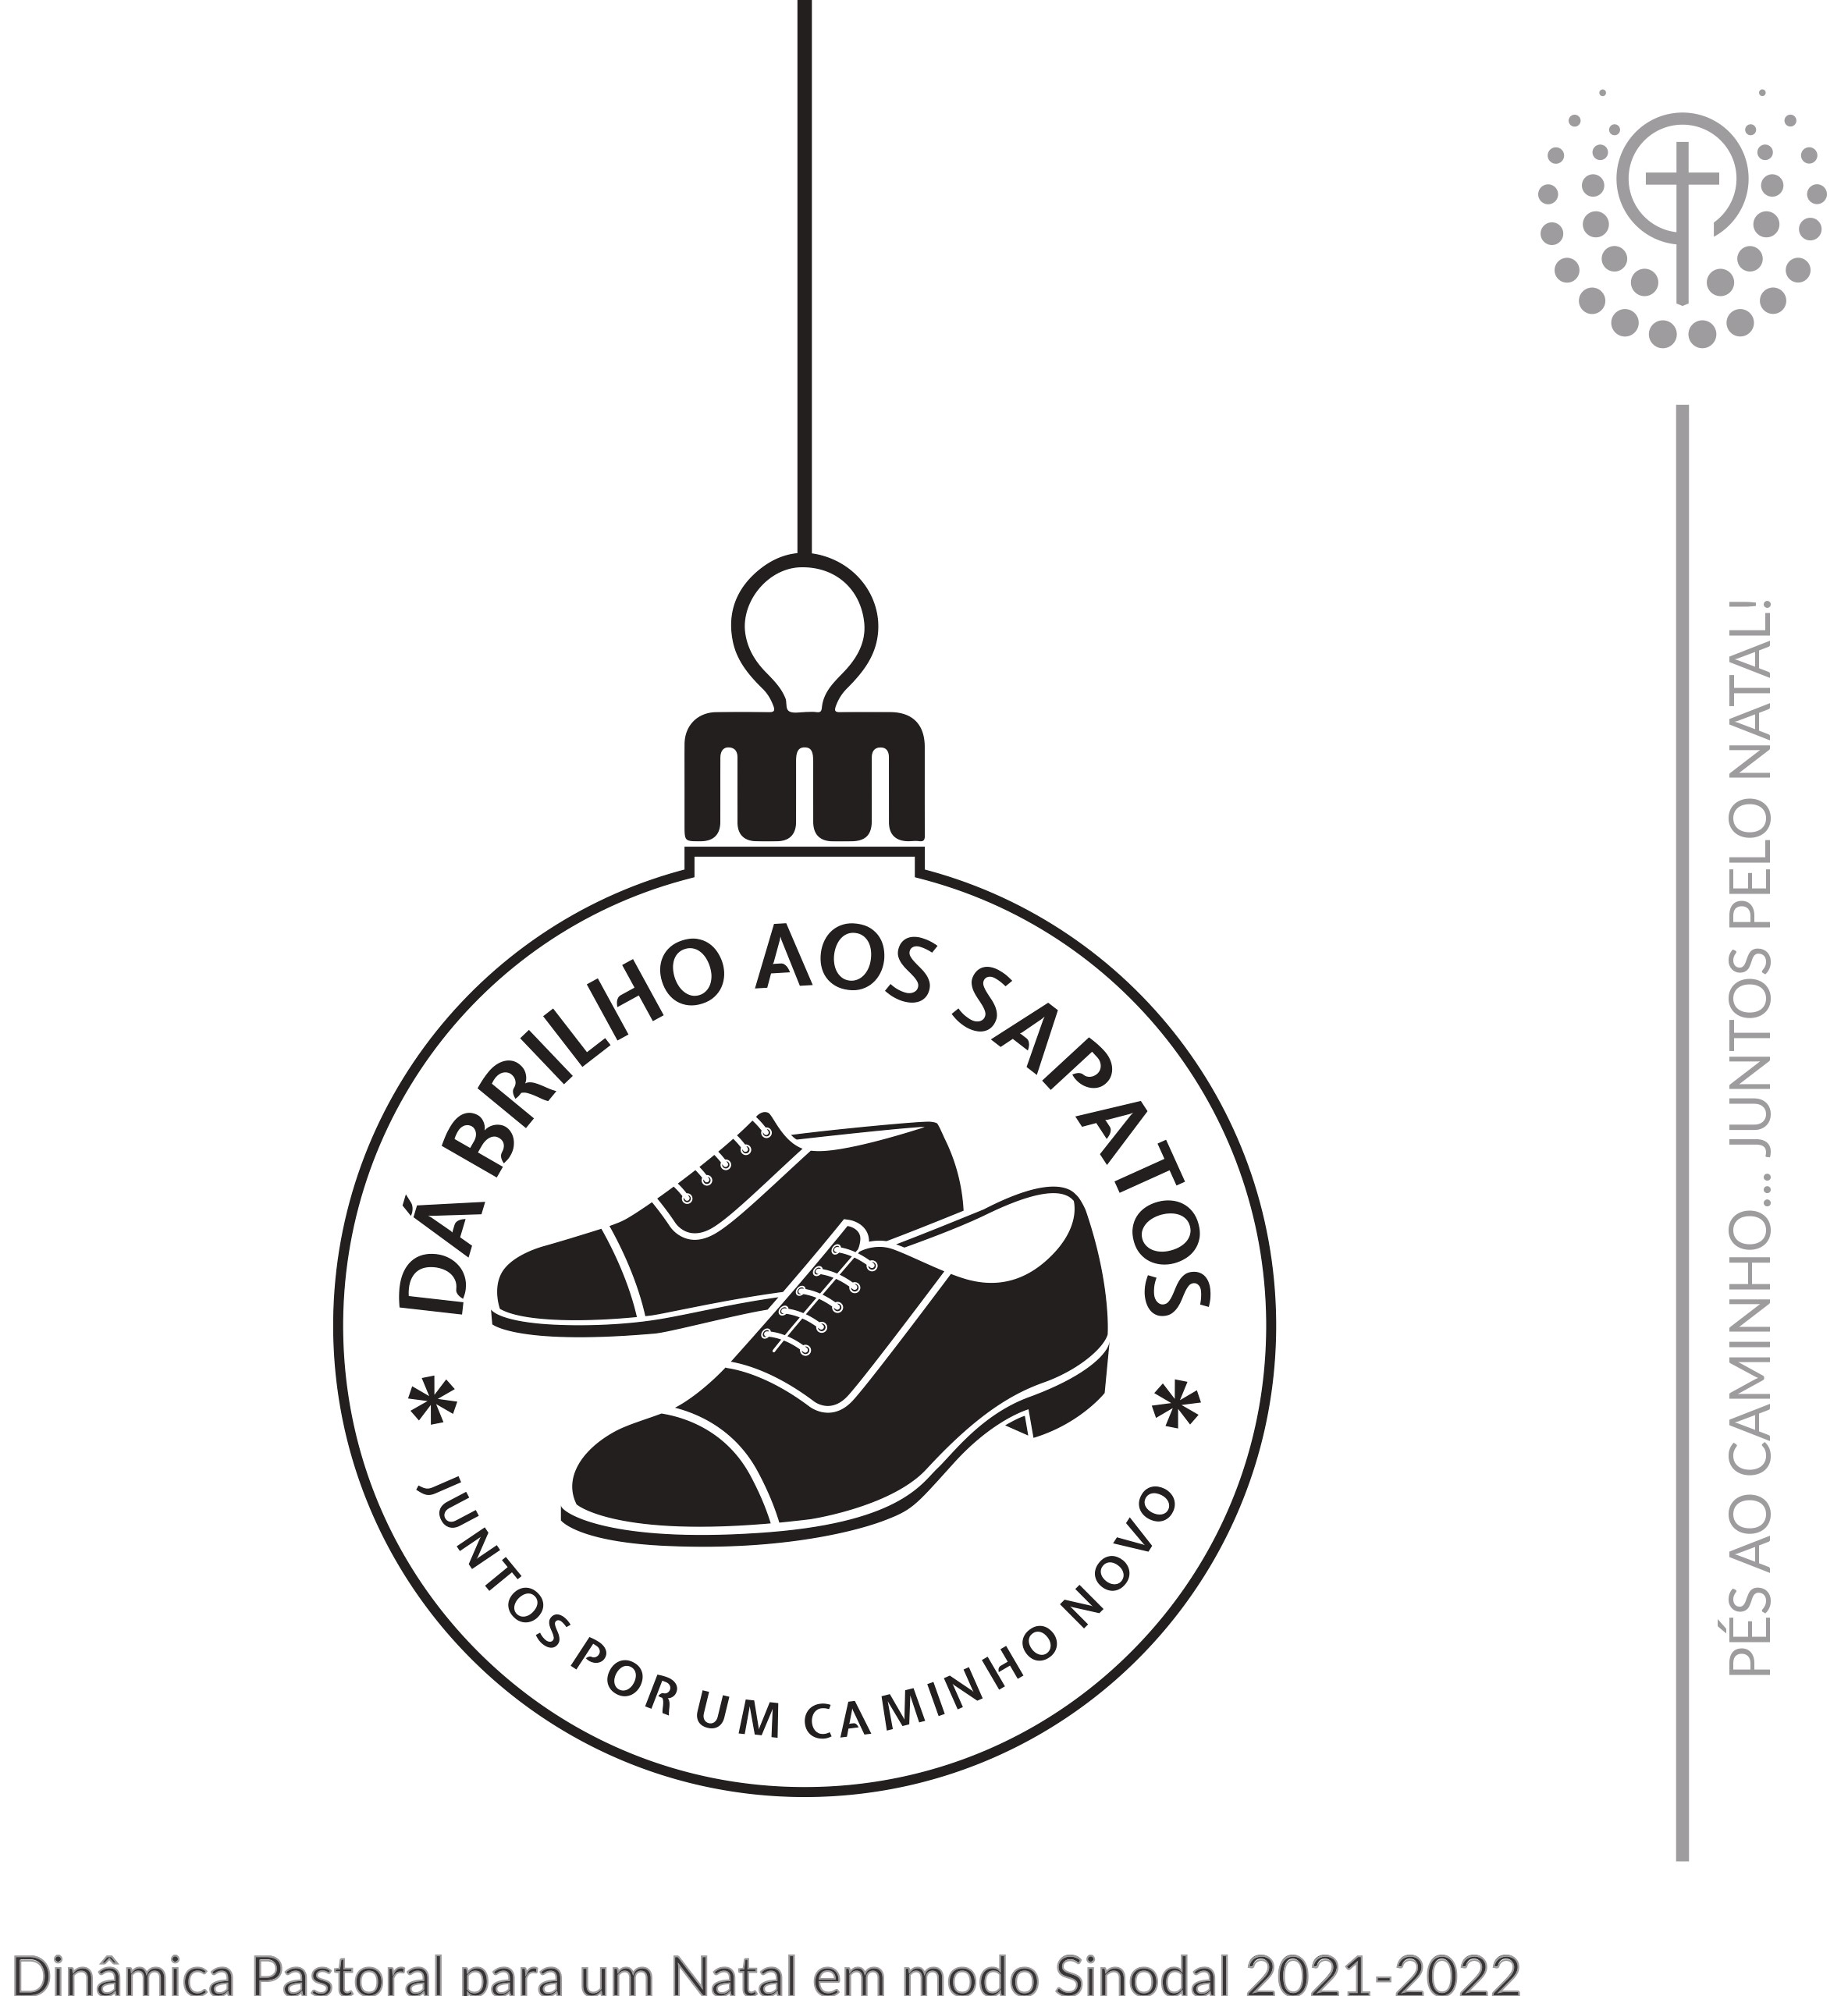 DÁ BRILHO AOS SAPATOS
* *
JUNTOS POR UM CAMINHO NOVO
PÉS AO CAMINHO... JUNTOS PELO NATAL!
Dinâmica Pastoral para um Natal em modo Sinodal 2021-2022